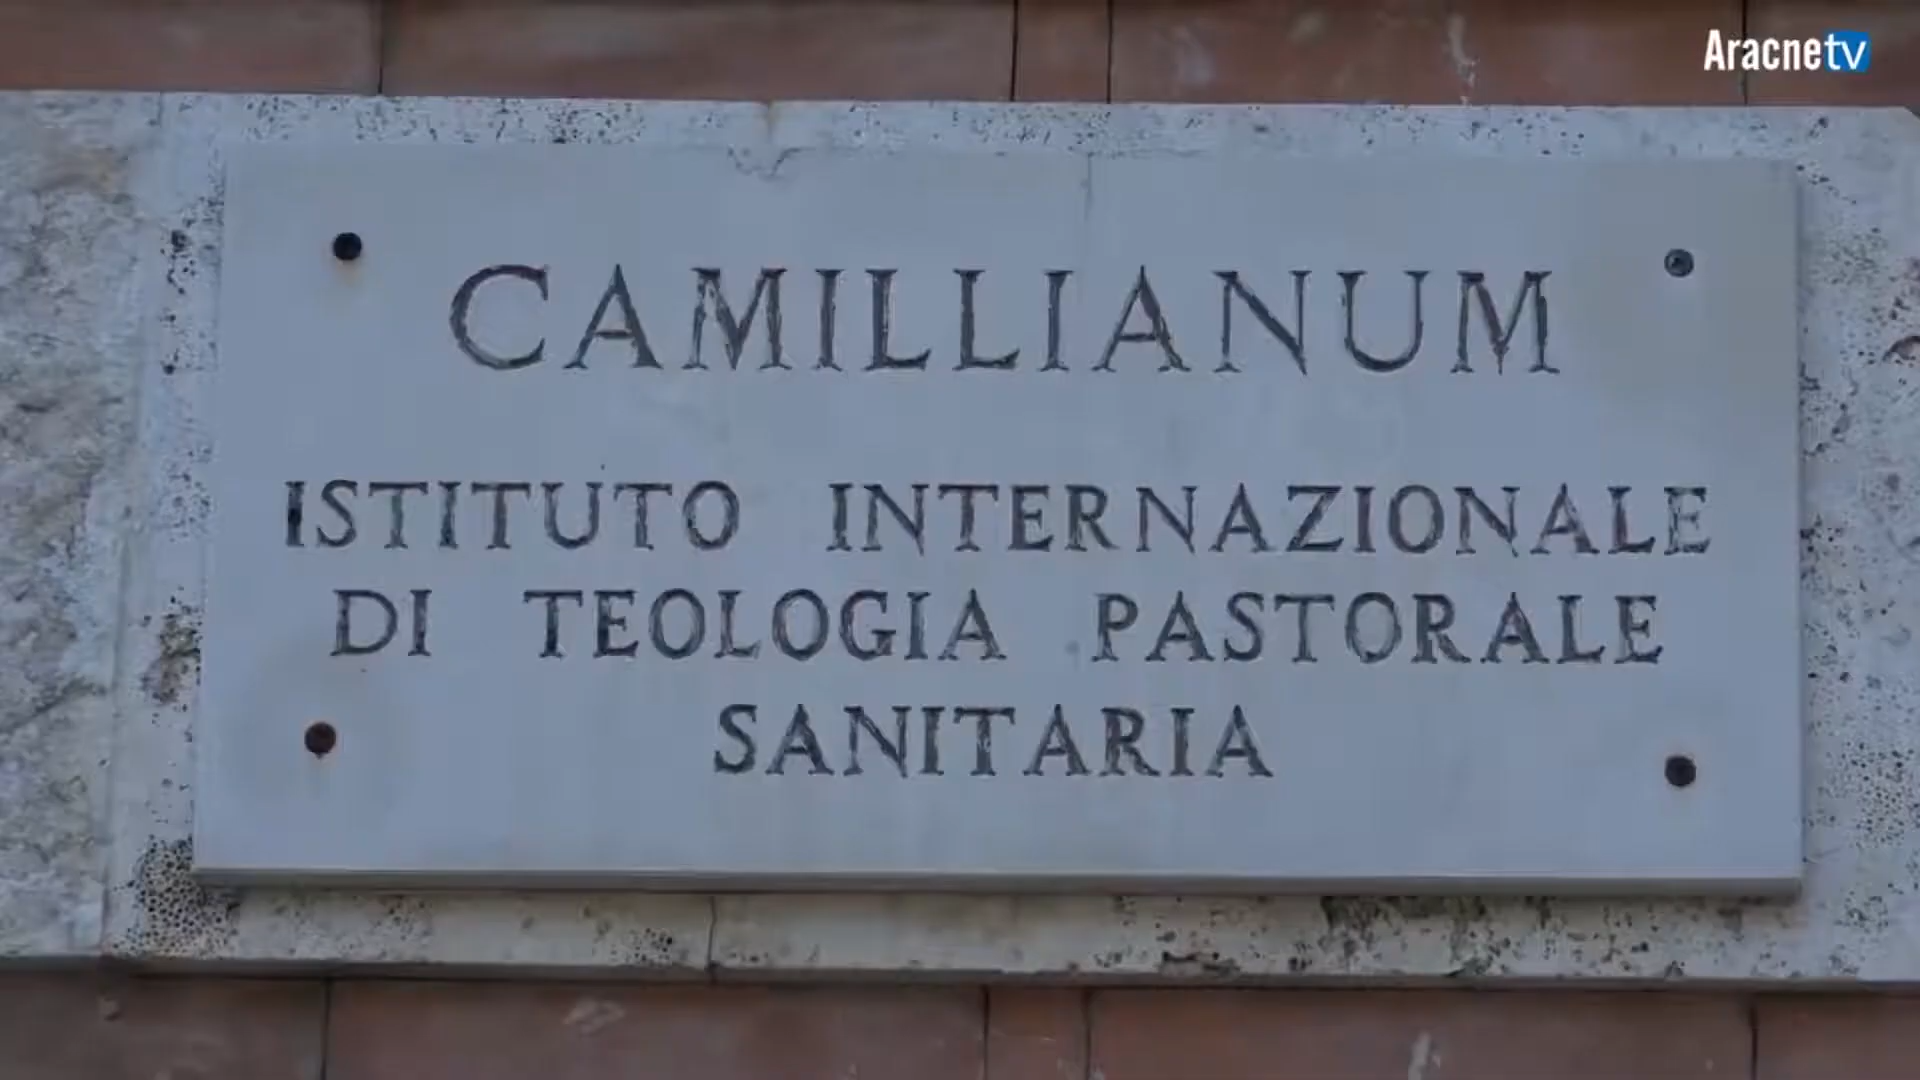 Aracnetv
CAMILLIANUM
ISTITUTO INTERNAZIONALE
DI TEOLOGIA PASTORALE
SANITARIA